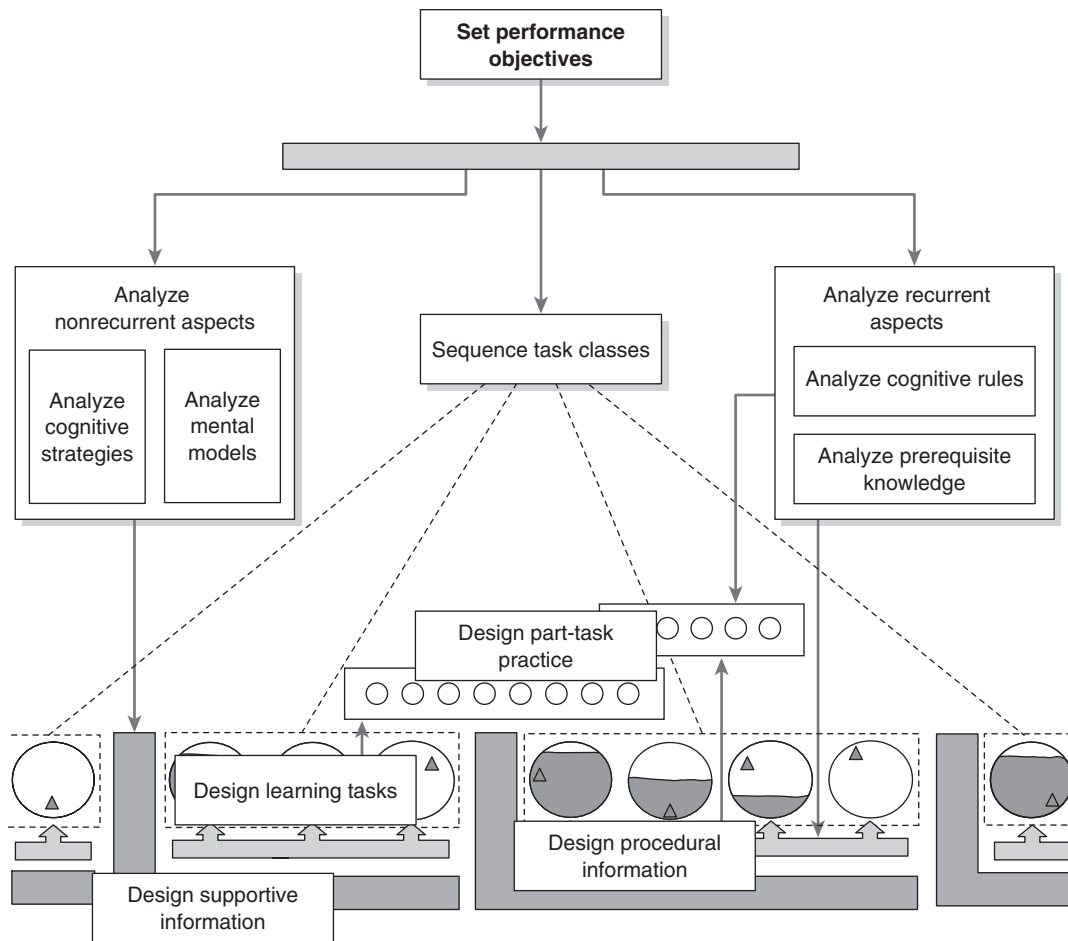 Set performance
objectives
Analyze
nonrecurrent aspects
Analyze
cognitive
strategies
Analyze
mental
models
Sequence task classes
Analyze recurrent
aspects
Analyze cognitive rules
Analyze prerequisite
knowledge
Design part-task
practice
Design learning tasks
Design procedural
information
Design supportive
information